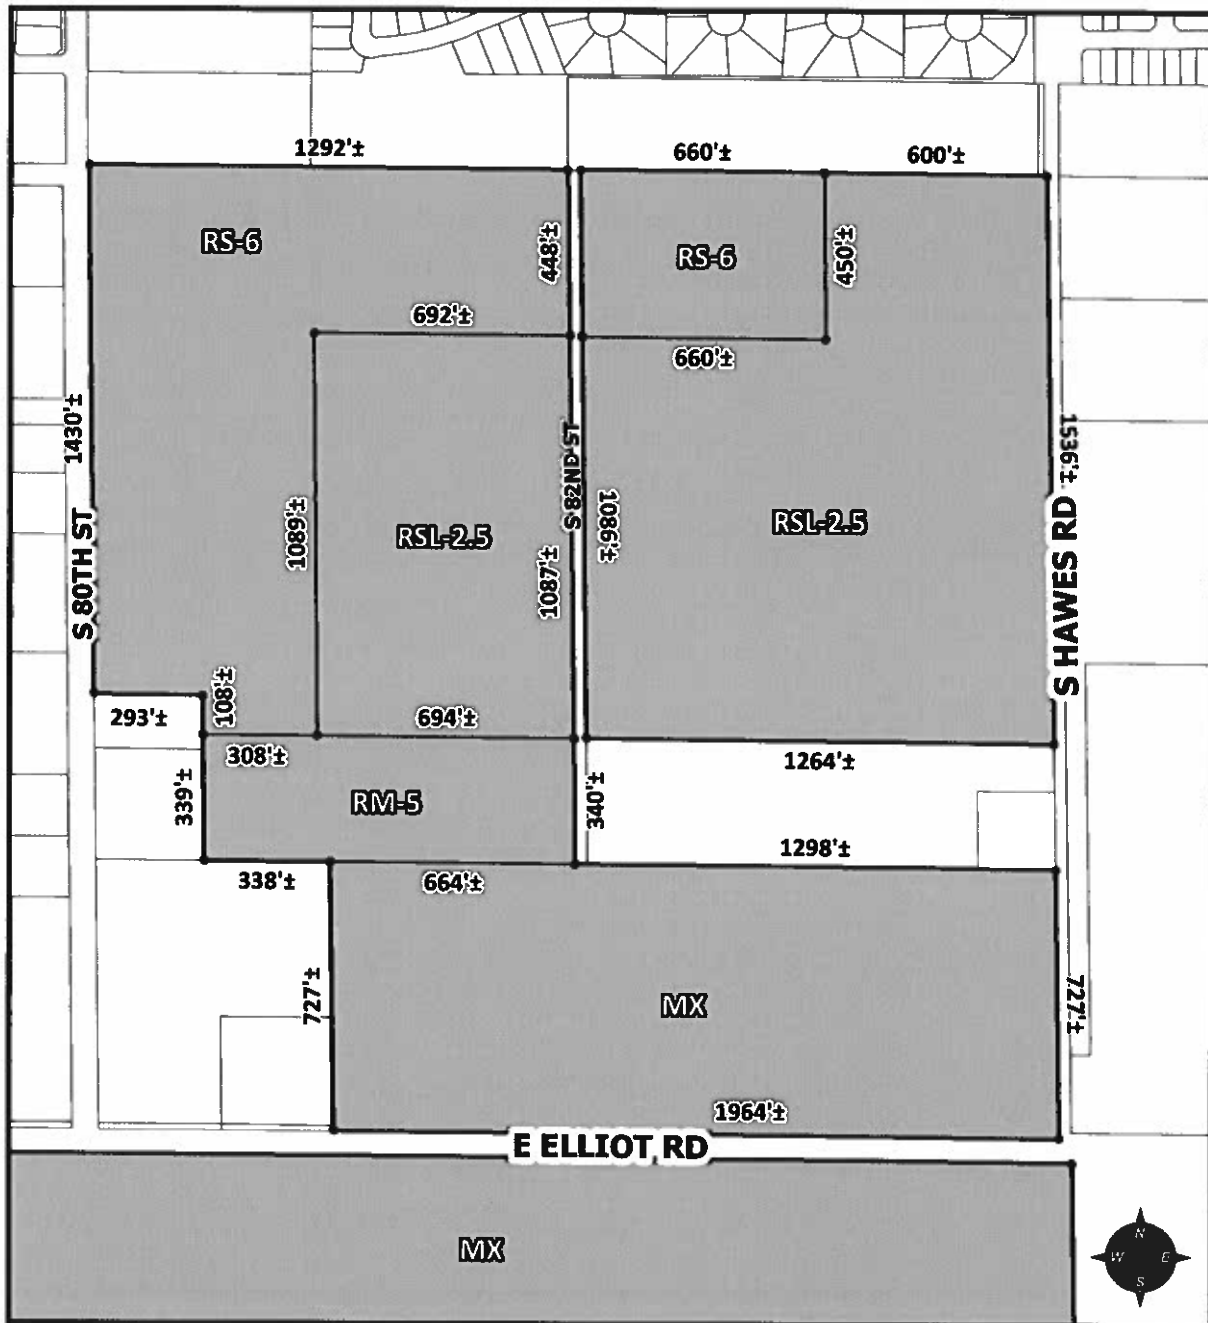 1292'±
660'±
600'±
RS-6
448'±
RS-6
450'±
692'±
660'±
1430'±
1536'±
S 82ND ST
1089'±
RSL-2.5
1087'±
1086'±
RSL-2.5
S 80TH ST
S HAWES RD
108'±
293'±
694'±
308'±
1264'±
339'±
RM-5
340'±
1298'±
338'±
664'±
727'±
MX
727'±
1964'±
E ELLIOT RD
MX
N
W E
S